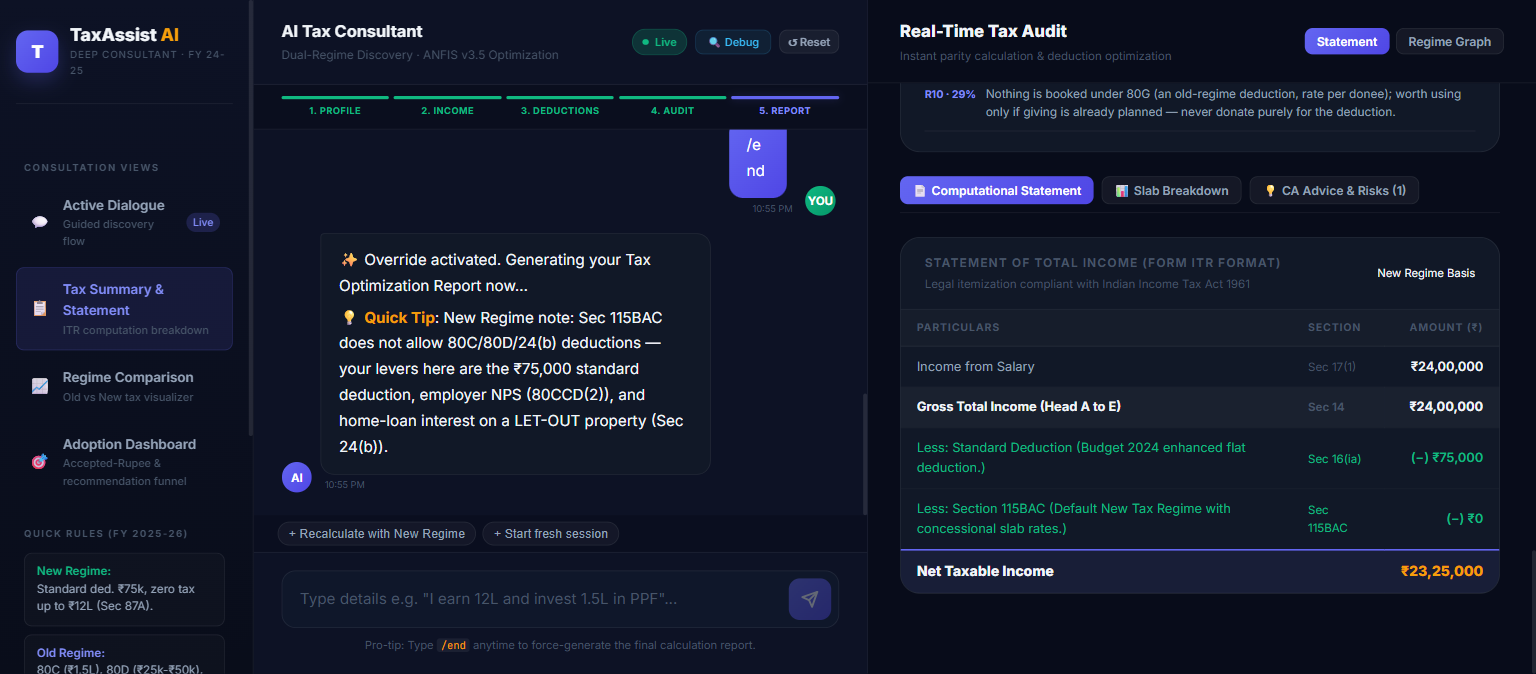 T
TaxAssist AI
DEEP CONSULTANT · FY 24-
25
CONSULTATION VIEWS
Active Dialogue
Guided discovery
flow
Live
Tax Summary &
Statement
ITR computation breakdown
Regime Comparison
Old vs New tax visualizer
Adoption Dashboard
Accepted-Rupee &
recommendation funnel
QUICK RULES (FY 2025-26)
New Regime:
Standard ded. ₹75k, zero tax
up to ₹12L (Sec 87A).
Old Regime:
80C (₹1.5L), 80D (₹25k-₹50k),
AI Tax Consultant
Dual-Regime Discovery · ANFIS v3.5 Optimization
Live
Debug
↺ Reset
1. PROFILE
2. INCOME
3. DEDUCTIONS
4. AUDIT
5. REPORT
/e
nd
10:55 PM
YOU
✨ Override activated. Generating your Tax
Optimization Report now...
💡 Quick Tip: New Regime note: Sec 115BAC
does not allow 80C/80D/24(b) deductions —
your levers here are the ₹75,000 standard
deduction, employer NPS (80CCD(2)), and
home-loan interest on a LET-OUT property (Sec
24(b)).
AI
10:55 PM
+ Recalculate with New Regime
+ Start fresh session
Type details e.g. "I earn 12L and invest 1.5L in PPF"...
Pro-tip: Type /end anytime to force-generate the final calculation report.
Real-Time Tax Audit
Instant parity calculation & deduction optimization
Statement
Regime Graph
R10 · 29% Nothing is booked under 80G (an old-regime deduction, rate per donee); worth using
only if giving is already planned — never donate purely for the deduction.
Computational Statement
Slab Breakdown
CA Advice & Risks (1)
STATEMENT OF TOTAL INCOME (FORM ITR FORMAT)
Legal itemization compliant with Indian Income Tax Act 1961
New Regime Basis
PARTICULARS SECTION AMOUNT (₹)
Income from Salary Sec 17(1) ₹24,00,000
Gross Total Income (Head A to E) Sec 14 ₹24,00,000
Less: Standard Deduction (Budget 2024 enhanced flat
deduction.) Sec 16(ia) (−) ₹75,000
Less: Section 115BAC (Default New Tax Regime with
concessional slab rates.) Sec
115BAC (−) ₹0
Net Taxable Income ₹23,25,000